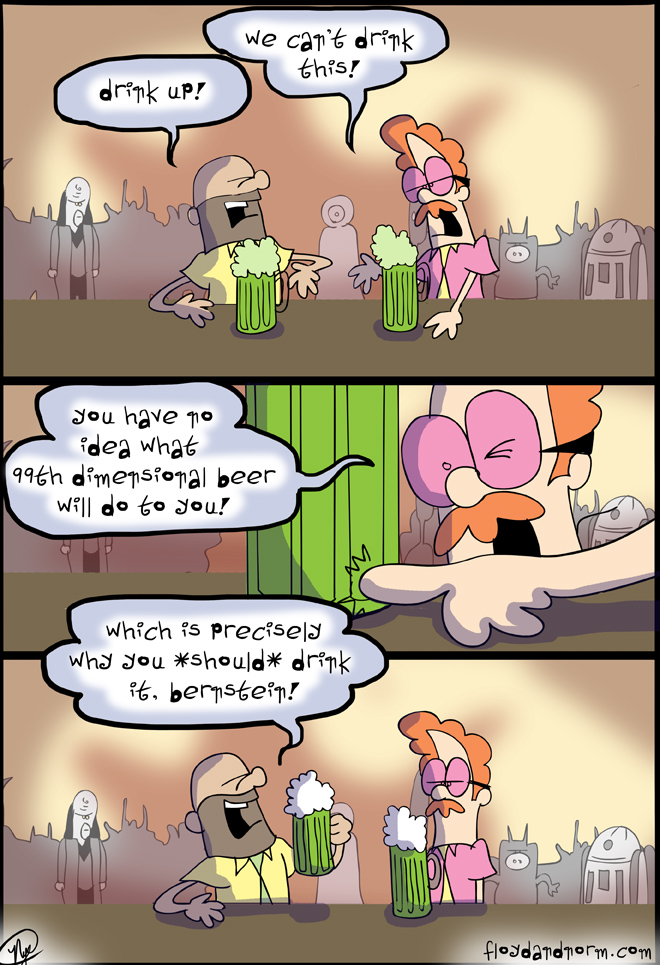 drink up!
we can't drink
this!
you have no
idea what
99th dimensional beer
will do to you!
which is precisely
why you *should* drink
it, bernstein!
floydandnorm.com